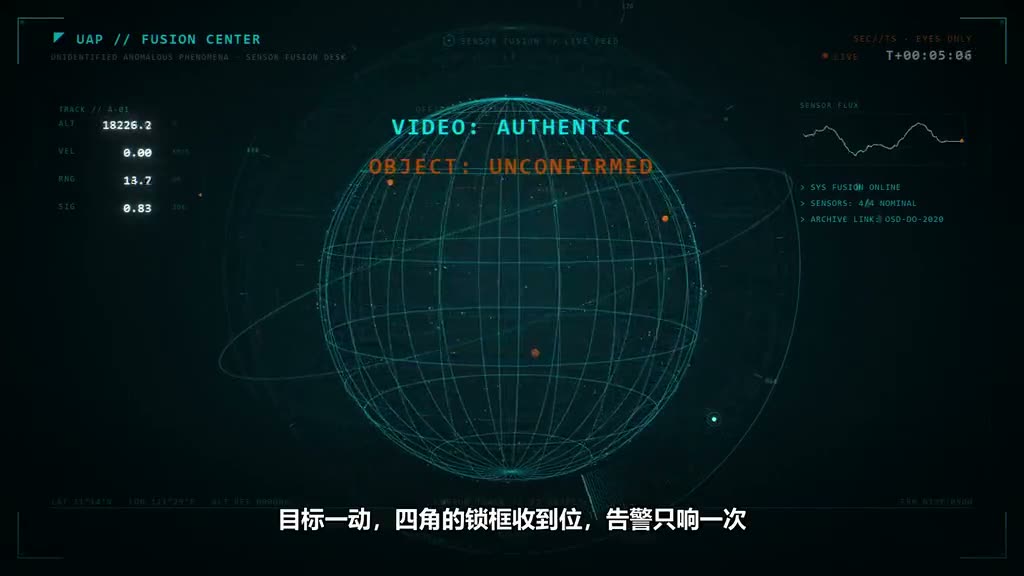 UAP // FUSION CENTER
UNIDENTIFIED ANOMALOUS PHENOMENA - SENSOR FUSION DESK
SENSOR FUSION // LIVE FEED
SEC//TS - EYES ONLY
LIVE
T+00:05:06
TRACK // A-01
ALT 18226.2
VEL 0.00
RNG 13.7
SIG 0.83
VIDEO: AUTHENTIC
OBJECT: UNCONFIRMED
SENSOR FLUX
> SYS FUSION ONLINE
> SENSORS: 4/4 NOMINAL
> ARCHIVE LINK: OSD-DO-2020
目标一动，四角的锁框收到位，告警只响一次